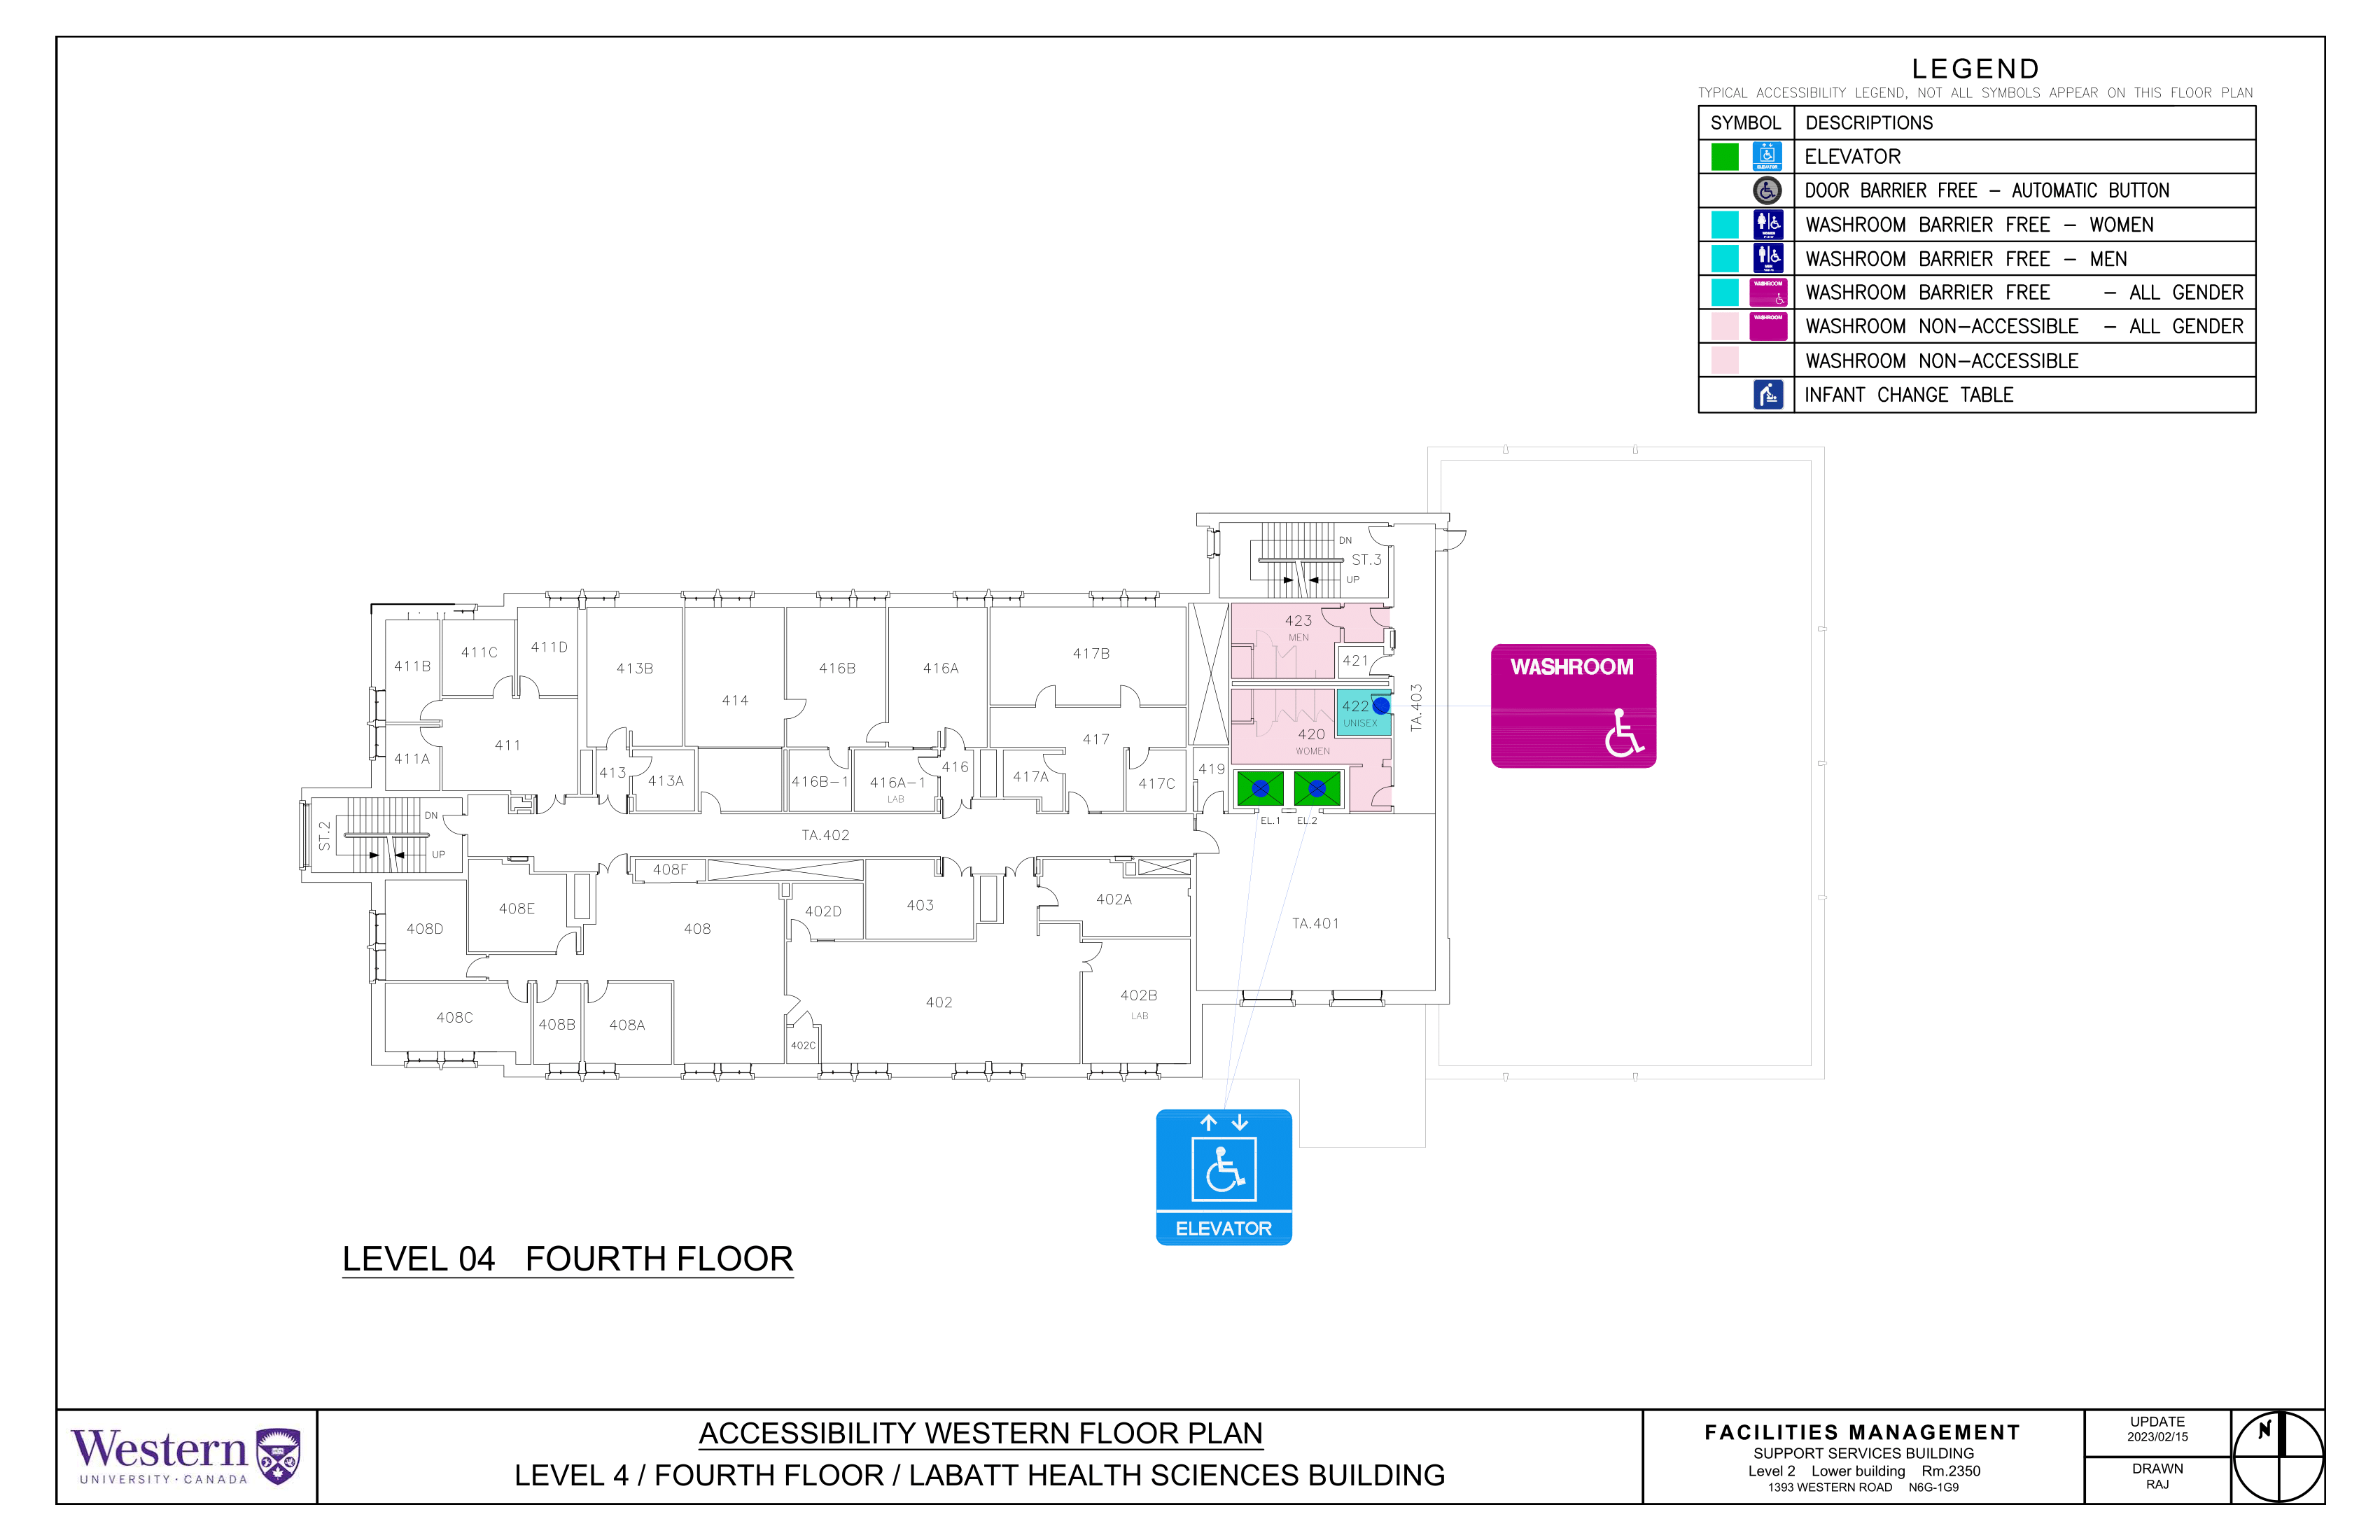 LEGEND
TYPICAL ACCESSIBILITY LEGEND, NOT ALL SYMBOLS APPEAR ON THIS FLOOR PLAN
SYMBOL DESCRIPTIONS
ELEVATOR ELEVATOR
DOOR BARRIER FREE - AUTOMATIC BUTTON
WOMEN WASHROOM BARRIER FREE - WOMEN
WASHROOM BARRIER FREE - MEN
WASHROOM WASHROOM BARRIER FREE - ALL GENDER
WASHROOM WASHROOM NON-ACCESSIBLE - ALL GENDER
WASHROOM NON-ACCESSIBLE
INFANT CHANGE TABLE
DN
ST.3
UP
423
MEN
421
411B
411C
411D
413B
414
416B
416A
417B
422
UNISEX
TA.403
WASHROOM
420
WOMEN
411A
411
413
413A
416B-1
416A-1
LAB
416
417A
417
417C
419
EL.1
EL.2
ST.2
DN
UP
TA.402
408F
408E
408D
408
402D
403
402A
TA.401
408C
408B
408A
402C
402
402B
LAB
ELEVATOR
LEVEL 04 FOURTH FLOOR
Western
UNIVERSITY · CANADA
ACCESSIBILITY WESTERN FLOOR PLAN
LEVEL 4 / FOURTH FLOOR / LABATT HEALTH SCIENCES BUILDING
FACILITIES MANAGEMENT
SUPPORT SERVICES BUILDING
Level 2 Lower building Rm.2350
1393 WESTERN ROAD N6G-1G9
UPDATE
2023/02/15
DRAWN
RAJ
N